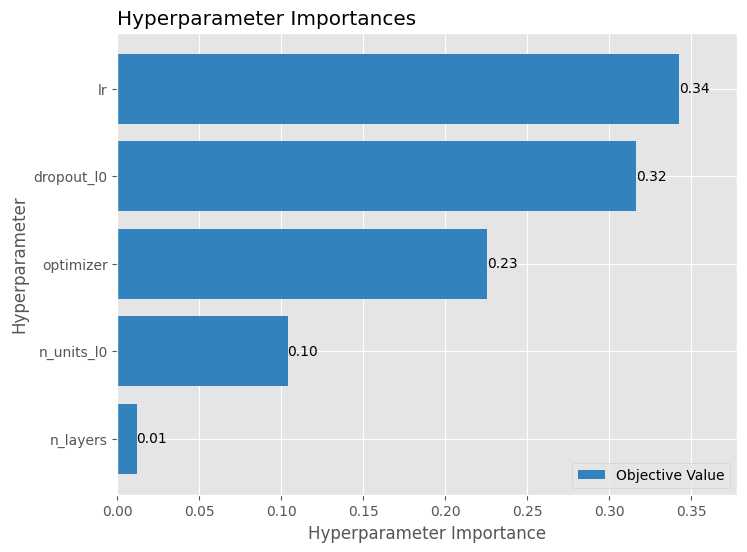 Hyperparameter Importances
Hyperparameter
lr
0.34
dropout_l0
0.32
optimizer
0.23
n_units_l0
0.10
n_layers
0.01
Objective Value
0.00 0.05 0.10 0.15 0.20 0.25 0.30 0.35
Hyperparameter Importance